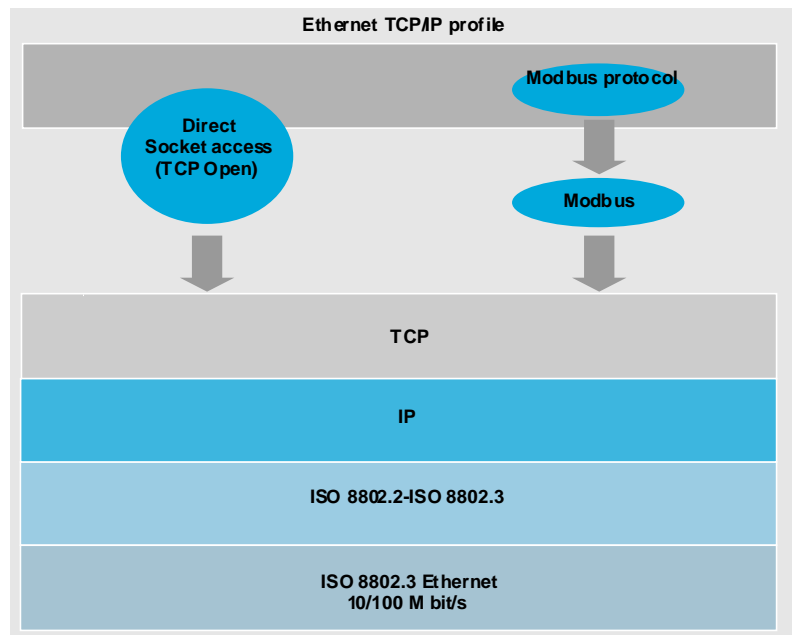 Ethernet TCP/IP profile
Modbus protocol
Direct
Socket access
(TCP Open)
Modbus
TCP
IP
ISO 8802.2-ISO 8802.3
ISO 8802.3 Ethernet
10/100 M bit/s